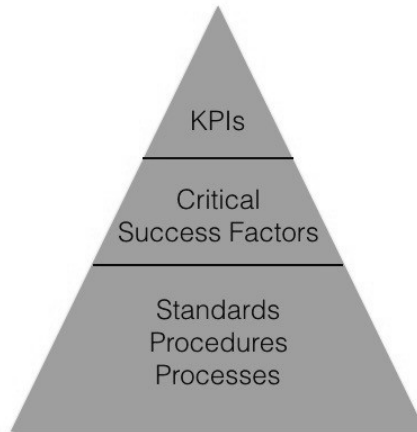 KPIs
Critical
Success Factors
Standards
Procedures
Processes